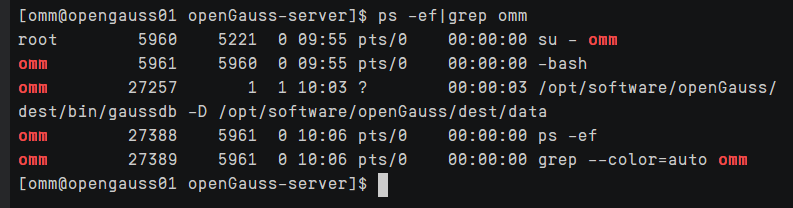 [omm@opengauss01 openGauss-server]$ ps -ef|grep omm
root        5960    5221  0 09:55 pts/0    00:00:00 su - omm
omm         5961    5960  0 09:55 pts/0    00:00:00 -bash
omm        27257       1  1 10:03 ?        00:00:03 /opt/software/openGauss/
dest/bin/gaussdb -D /opt/software/openGauss/dest/data
omm        27388    5961  0 10:06 pts/0    00:00:00 ps -ef
omm        27389    5961  0 10:06 pts/0    00:00:00 grep --color=auto omm
[omm@opengauss01 openGauss-server]$